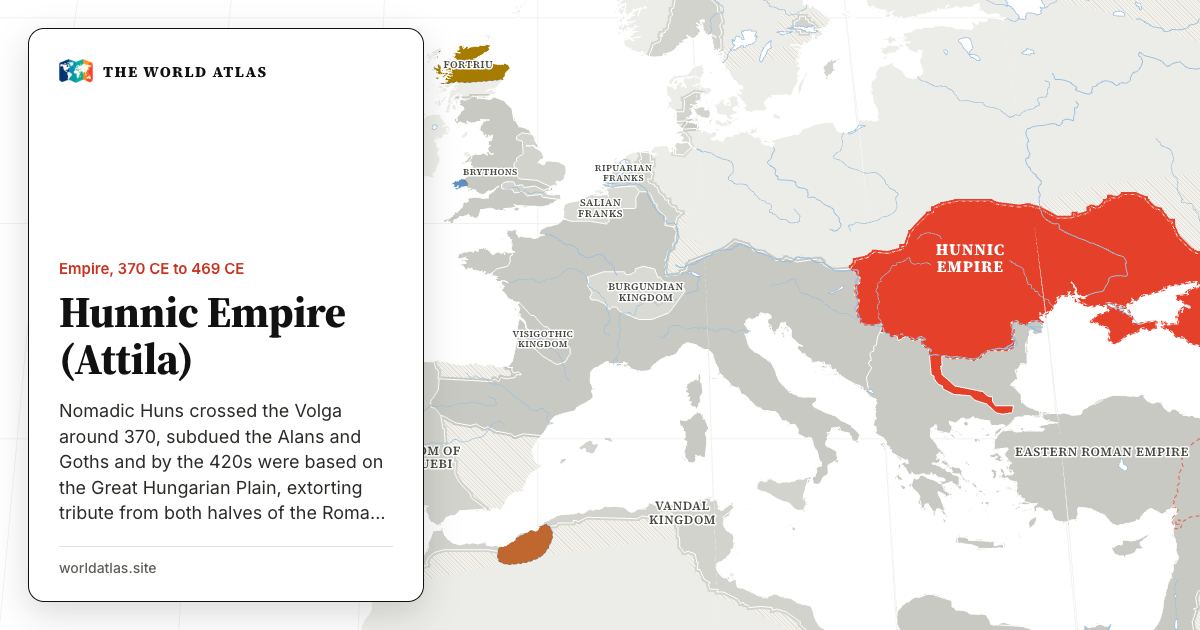 THE WORLD ATLAS
Empire, 370 CE to 469 CE
Hunnic Empire
(Attila)
Nomadic Huns crossed the Volga
around 370, subdued the Alans and
Goths and by the 420s were based on
the Great Hungarian Plain, extorting
tribute from both halves of the Roma...
worldatlas.site
FORTRIU
BRYTHONS
RIPUARIAN
FRANKS
SALIAN
FRANKS
HUNNIC
EMPIRE
BURGUNDIAN
KINGDOM
VISIGOTHIC
KINGDOM
OM OF
UEBI
EASTERN ROMAN EMPIRE
VANDAL
KINGDOM